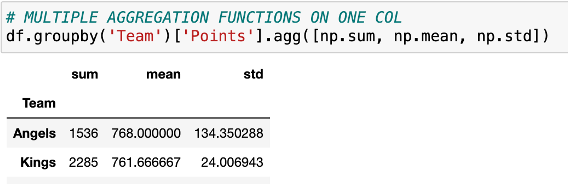 # MULTIPLE AGGREGATION FUNCTIONS ON ONE COL
df.groupby('Team')['Points'].agg([np.sum, np.mean, np.std])
sum mean std
Team
Angels 1536 768.000000 134.350288
Kings 2285 761.666667 24.006943